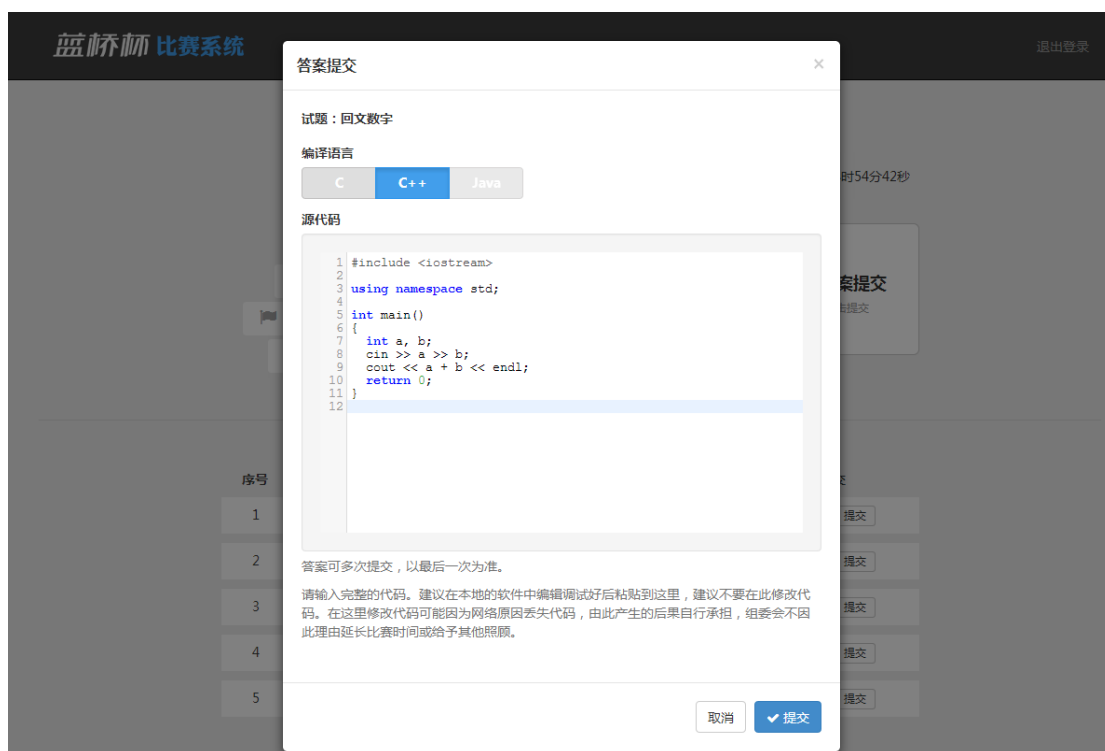 蓝桥杯 比赛系统
退出登录
答案提交
×
试题：回文数字
编译语言
C C++ Java
时54分42秒
源代码
1 #include <iostream>
2
3 using namespace std;
4
5 int main()
6 {
7 int a, b;
8 cin >> a >> b;
9 cout << a + b << endl;
10 return 0;
11 }
12
案提交
击提交
序号
1 提交
2 提交
3 提交
4 提交
5 提交
答案可多次提交，以最后一次为准。
请输入完整的代码。建议在本地的软件中编辑调试好后粘贴到这里，建议不要在此修改代
码。在这里修改代码可能因为网络原因丢失代码，由此产生的后果自行承担，组委会不因
此理由延长比赛时间或给予其他照顾。
取消 提交